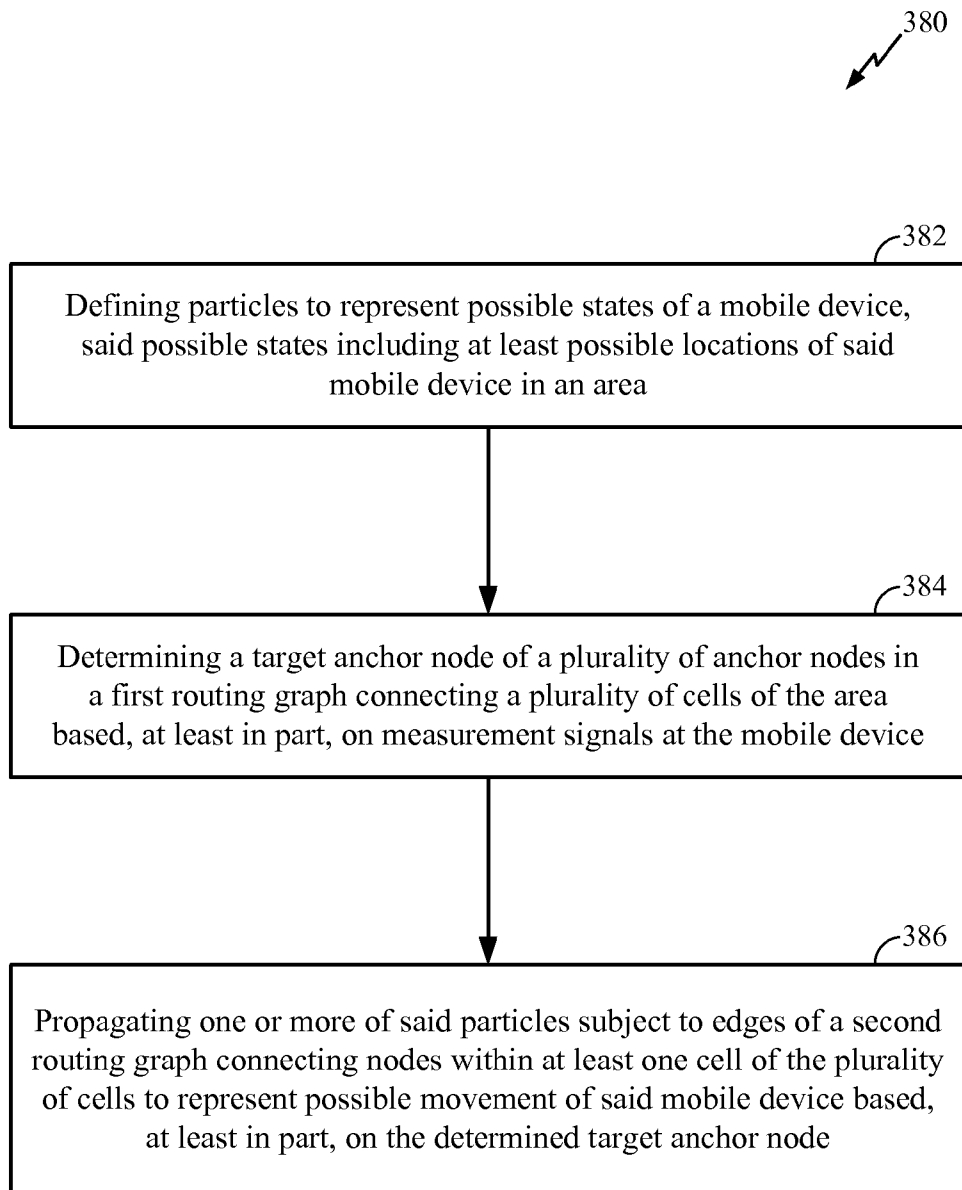 380
382
Defining particles to represent possible states of a mobile device,
said possible states including at least possible locations of said
mobile device in an area
384
Determining a target anchor node of a plurality of anchor nodes in
a first routing graph connecting a plurality of cells of the area
based, at least in part, on measurement signals at the mobile device
386
Propagating one or more of said particles subject to edges of a second
routing graph connecting nodes within at least one cell of the plurality
of cells to represent possible movement of said mobile device based,
at least in part, on the determined target anchor node